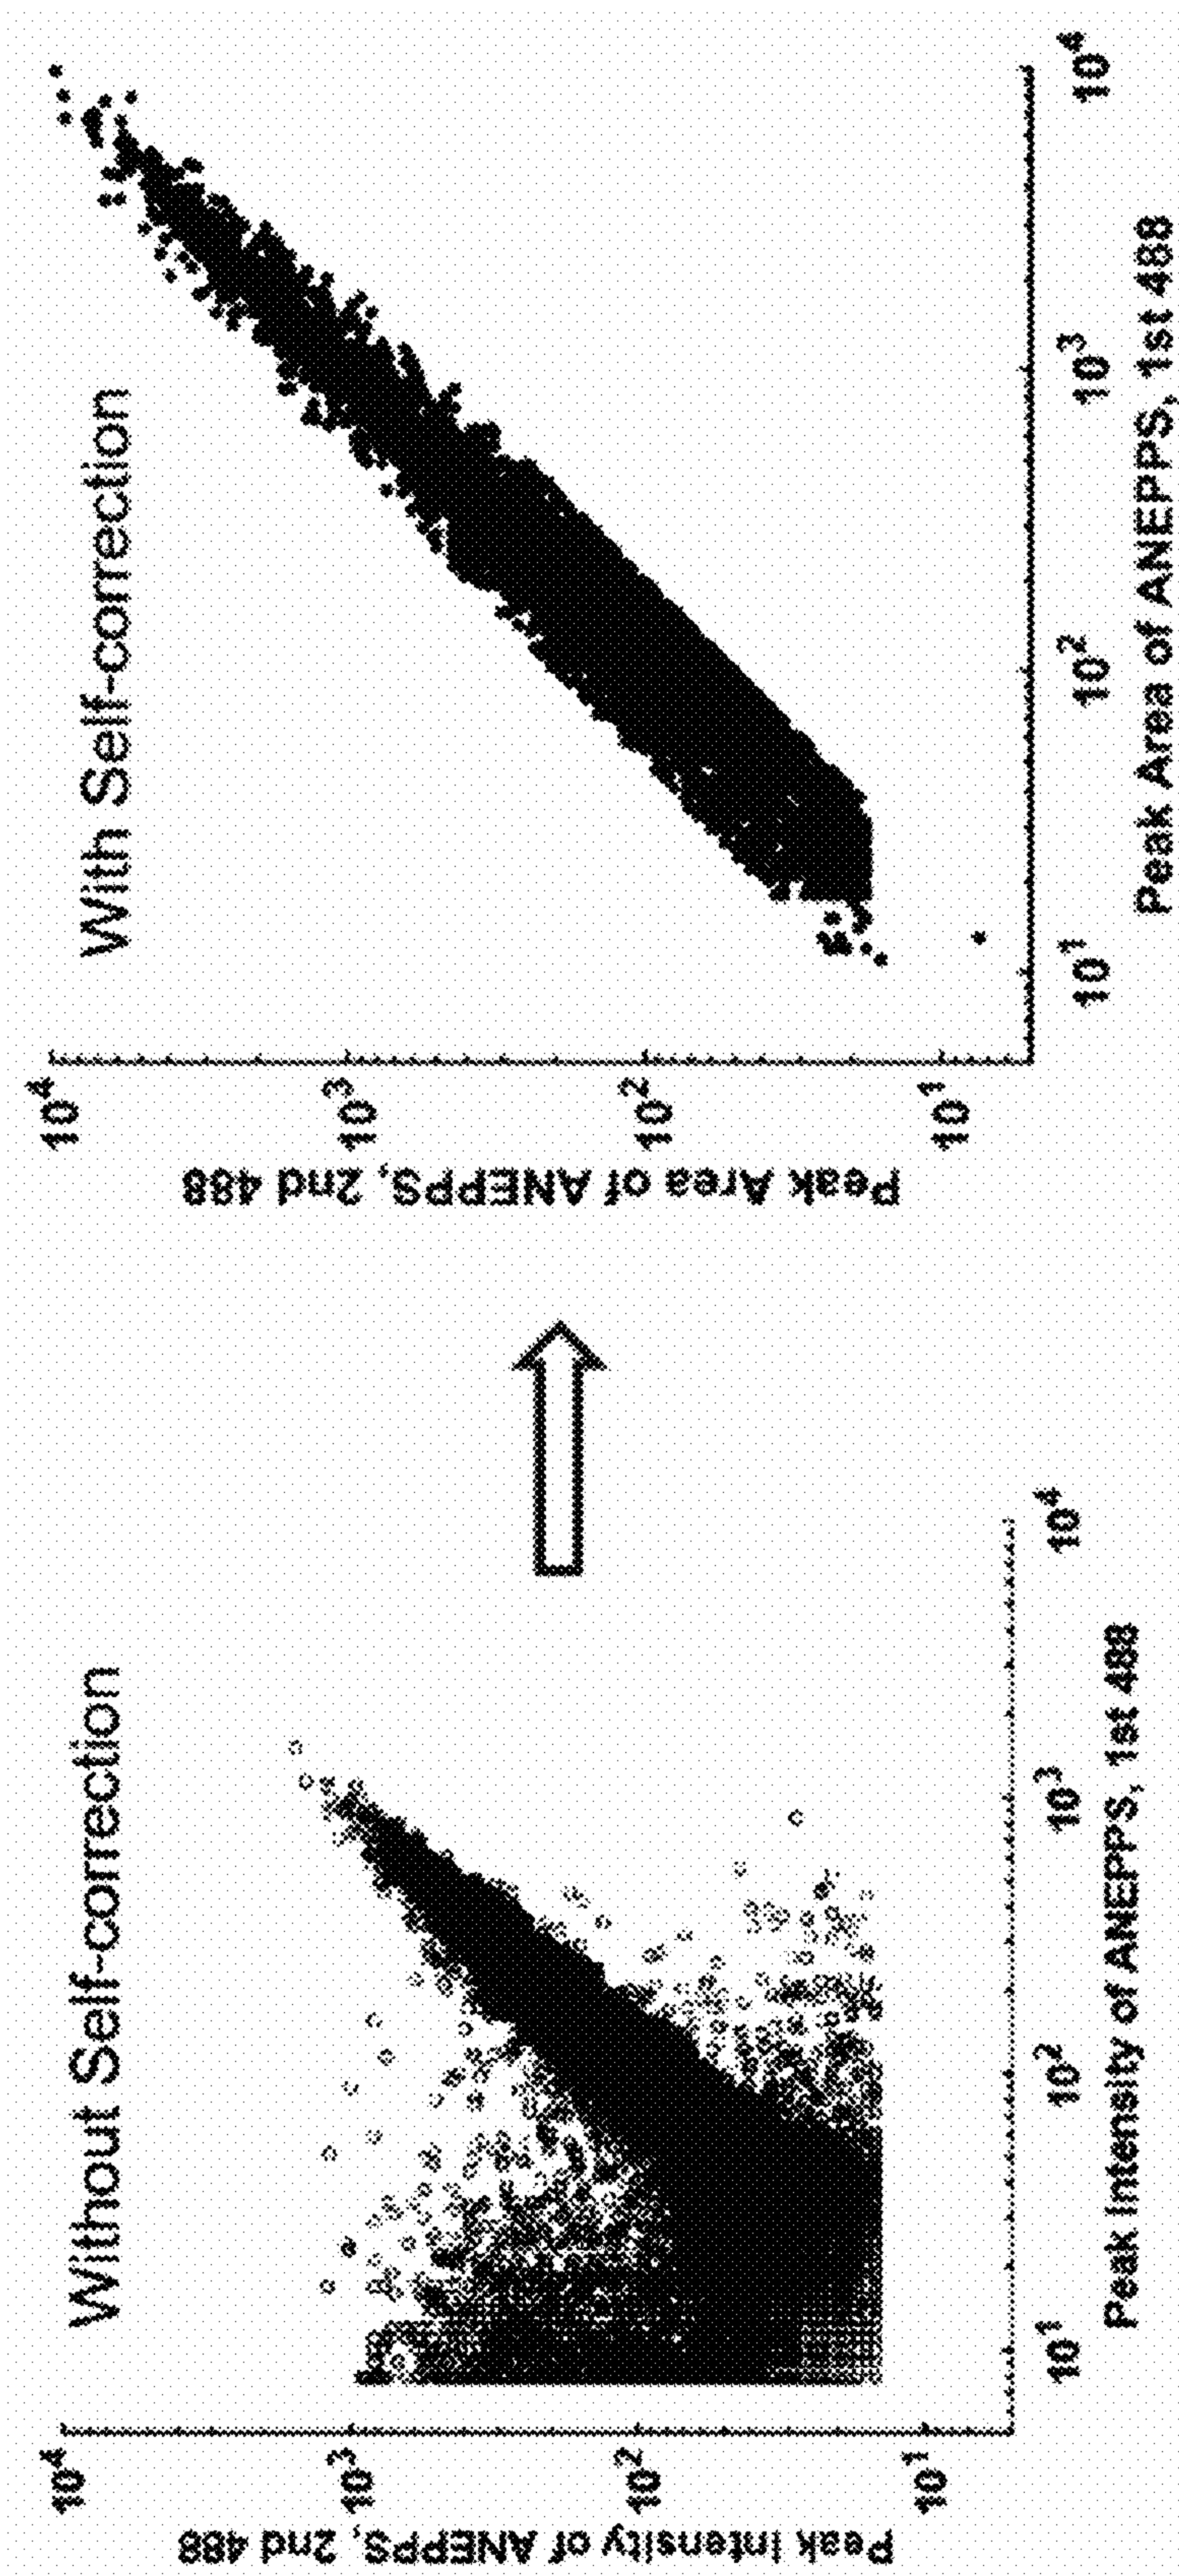 Without Self-correction
10⁴
10³
10²
10¹
Peak intensity of ANEPPS, 2nd 488
10¹
10²
10³
10⁴
Peak Intensity of ANEPPS, 1st 488
With Self-correction
10⁴
10³
10²
10¹
Peak Area of ANEPPS, 2nd 488
10¹
10²
10³
10⁴
Peak Area of ANEPPS, 1st 488